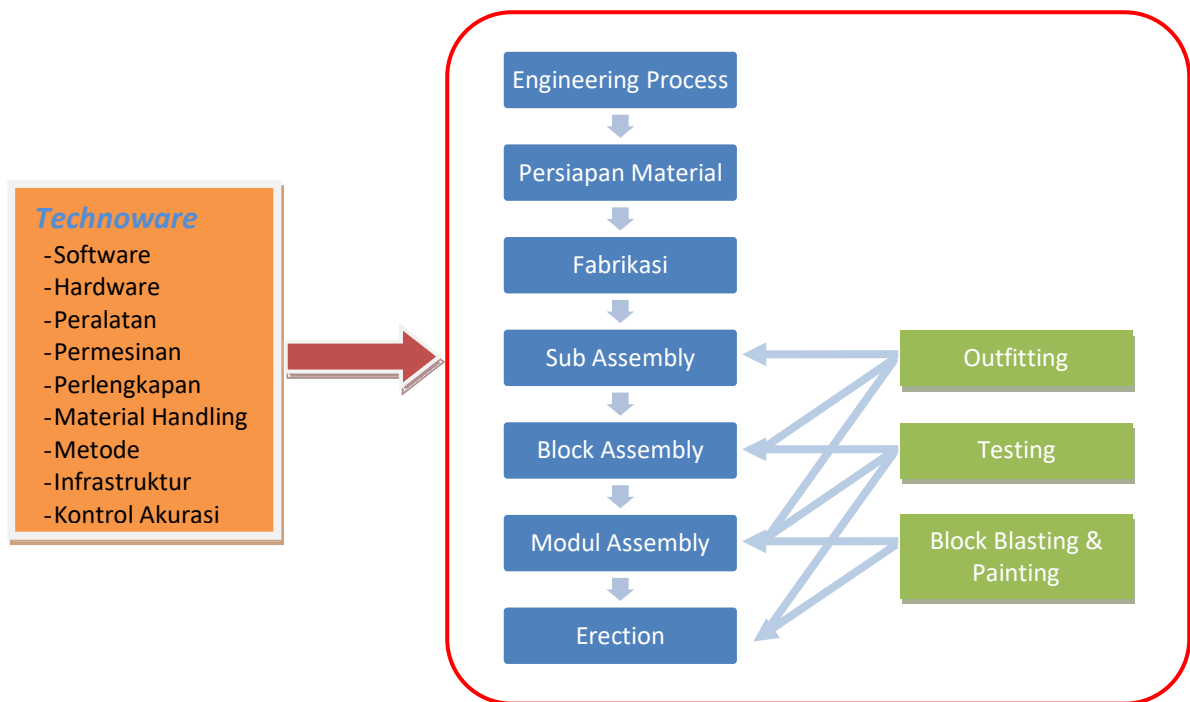 Technoware
-Software
-Hardware
-Peralatan
-Permesinan
-Perlengkapan
-Material Handling
-Metode
-Infrastruktur
-Kontrol Akurasi
Engineering Process
Persiapan Material
Fabrikasi
Sub Assembly
Block Assembly
Modul Assembly
Erection
Outfitting
Testing
Block Blasting &
Painting